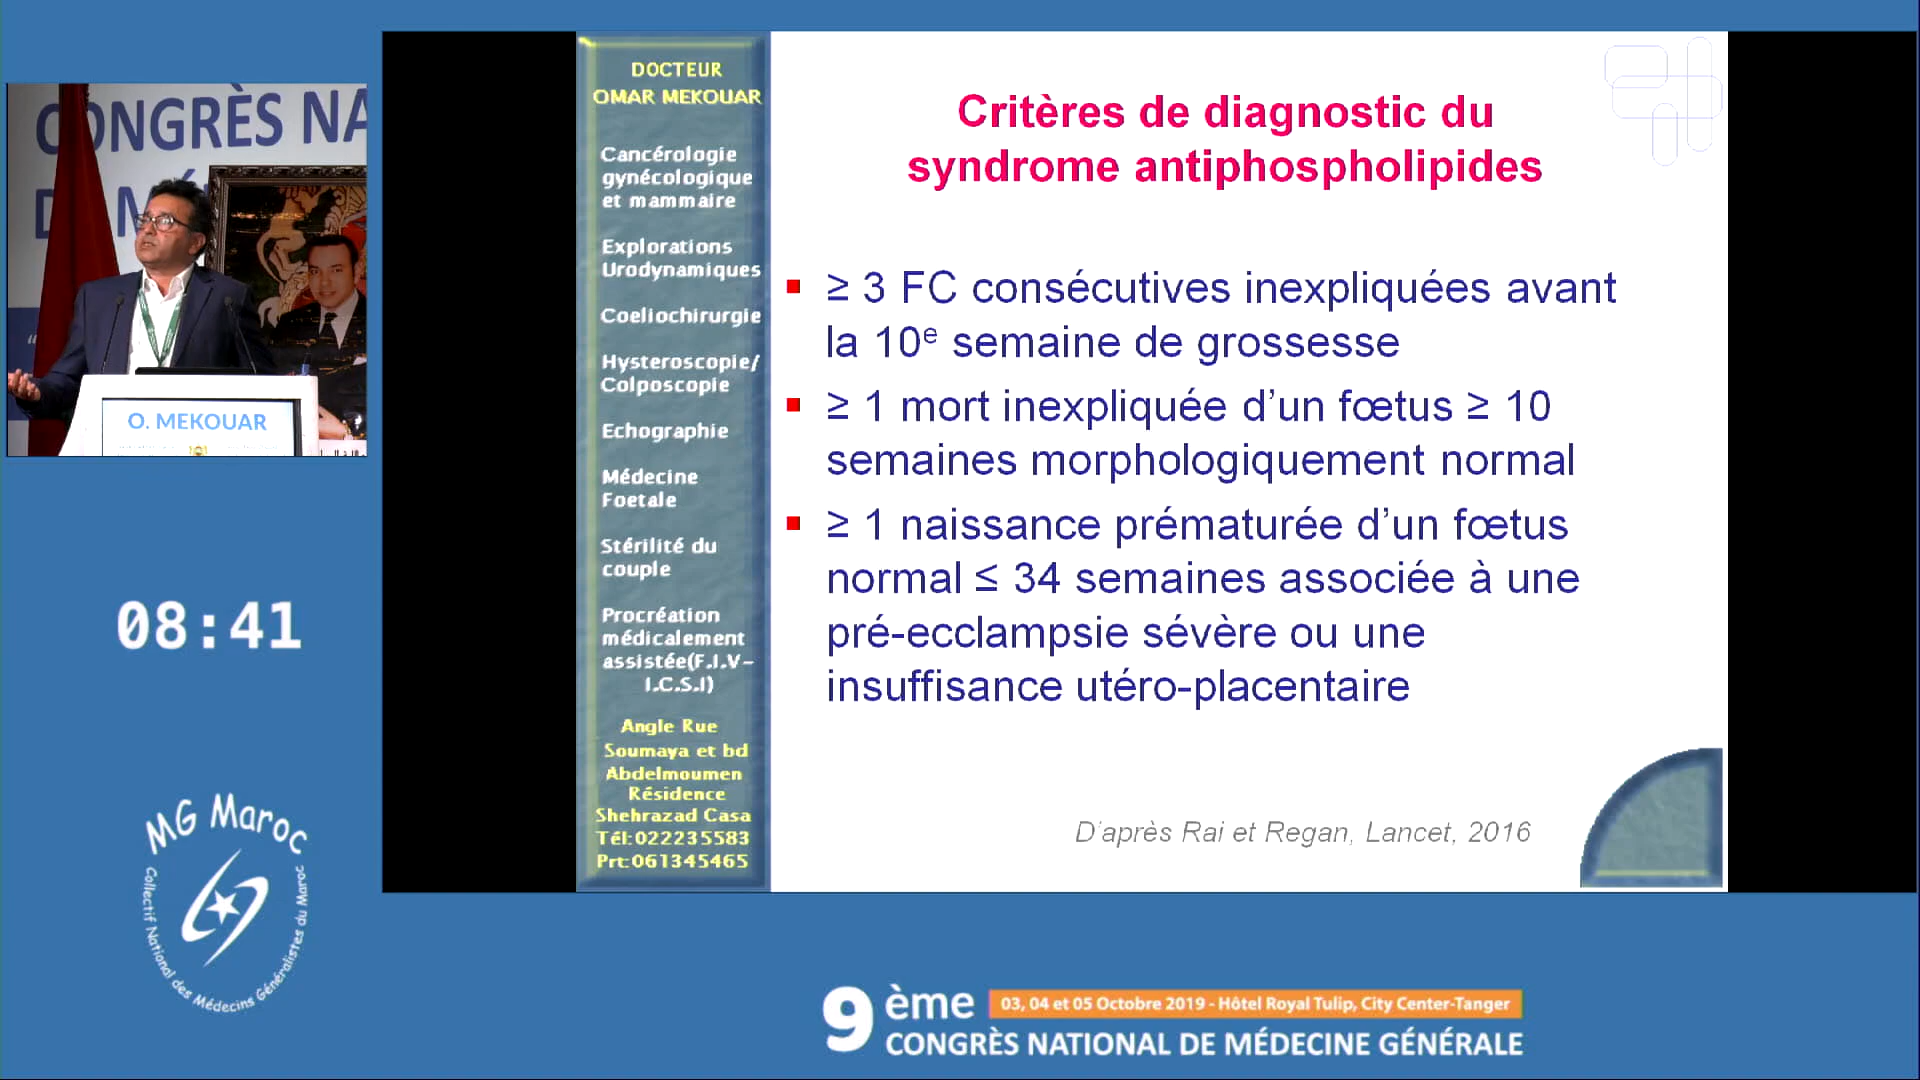 CONGRÈS NA
O. MEKOUAR
08:41
MG Maroc
Collectif National des Médecins Généralistes du Maroc
DOCTEUR
OMAR MEKOUAR
Cancérologie
gynécologique
et mammaire
Explorations
Urodynamiques
Coeliochirurgie
Hysteroscopie/
Colposcopie
Echographie
Médecine
Foetale
Stérilité du
couple
Procréation
médicalement
assistée(F.I.V-
I.C.S.I)
Angle Rue
Soumaya et bd
Abdelmoumen
Résidence
Shehrazad Casa
Tél:022235583
Prt:061345465
Critères de diagnostic du
syndrome antiphospholipides
▪ ≥ 3 FC consécutives inexpliquées avant
la 10e semaine de grossesse
▪ ≥ 1 mort inexpliquée d’un fœtus ≥ 10
semaines morphologiquement normal
▪ ≥ 1 naissance prématurée d’un fœtus
normal ≤ 34 semaines associée à une
pré-ecclampsie sévère ou une
insuffisance utéro-placentaire
D’après Rai et Regan, Lancet, 2016
9 ème
03, 04 et 05 Octobre 2019 - Hôtel Royal Tulip, City Center-Tanger
CONGRÈS NATIONAL DE MÉDECINE GÉNÉRALE